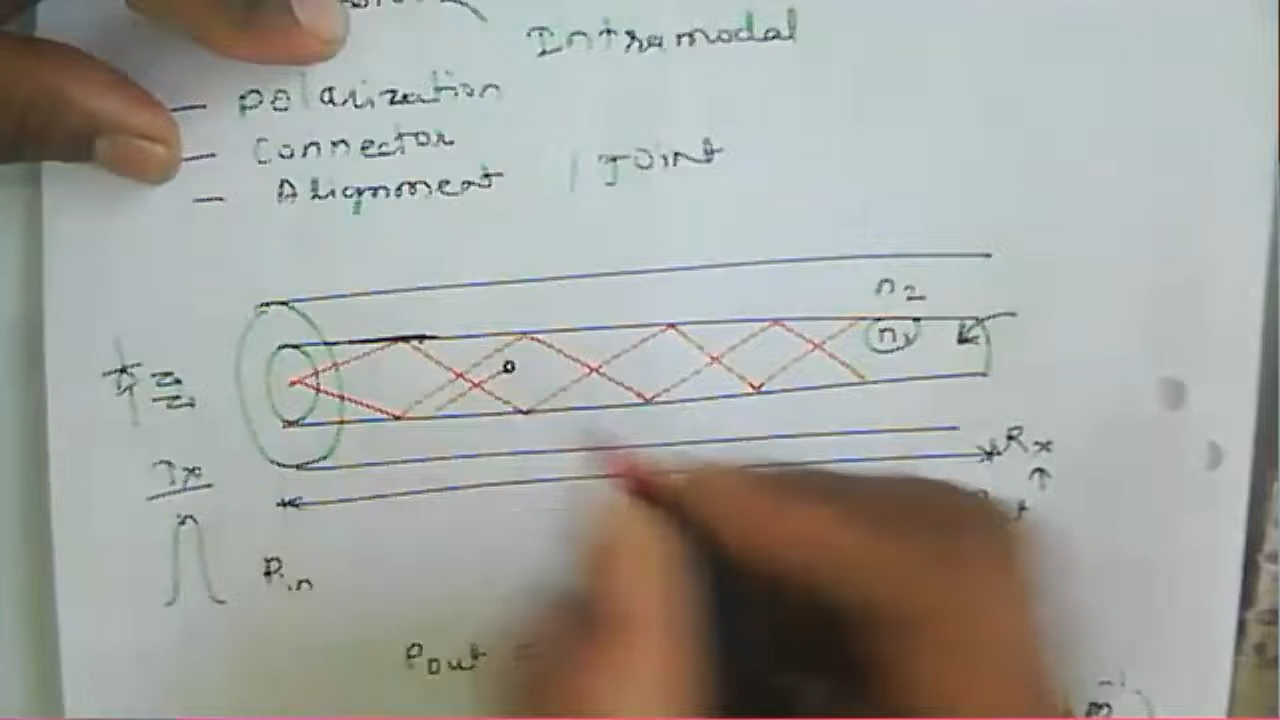 Intramodal
— polarization
— Connector
— Alignment / Joint
n2
n1
Tx
Rx
Pin
Pout =